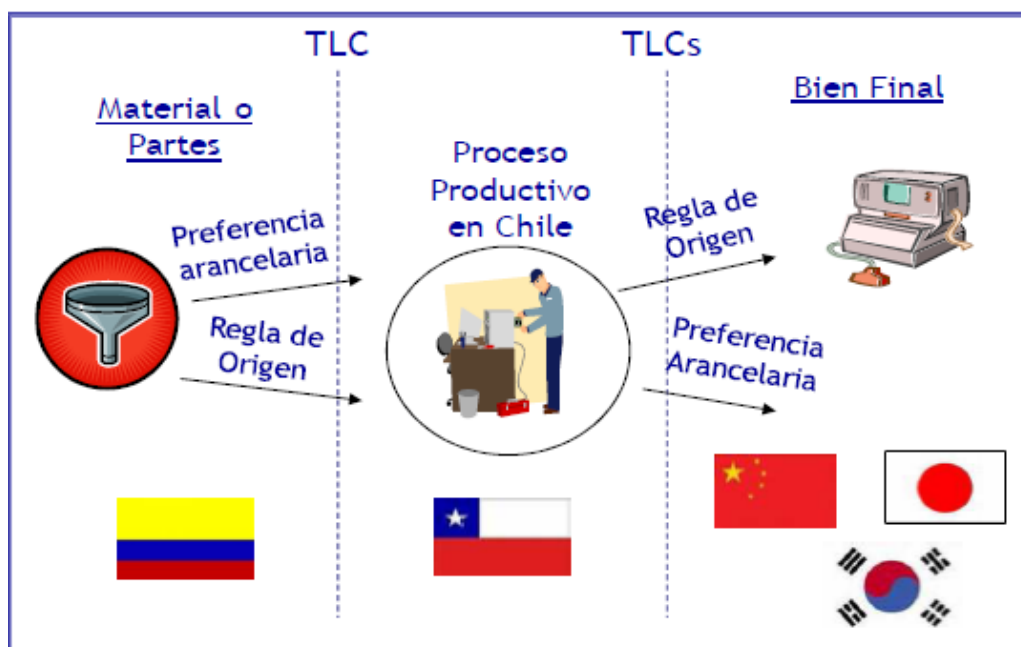 TLC
TLCs
Material o
Partes
Preferencia
arancelaria
Regla de
Origen
Proceso
Productivo
en Chile
Regla de
Origen
Preferencia
Arancelaria
Bien Final